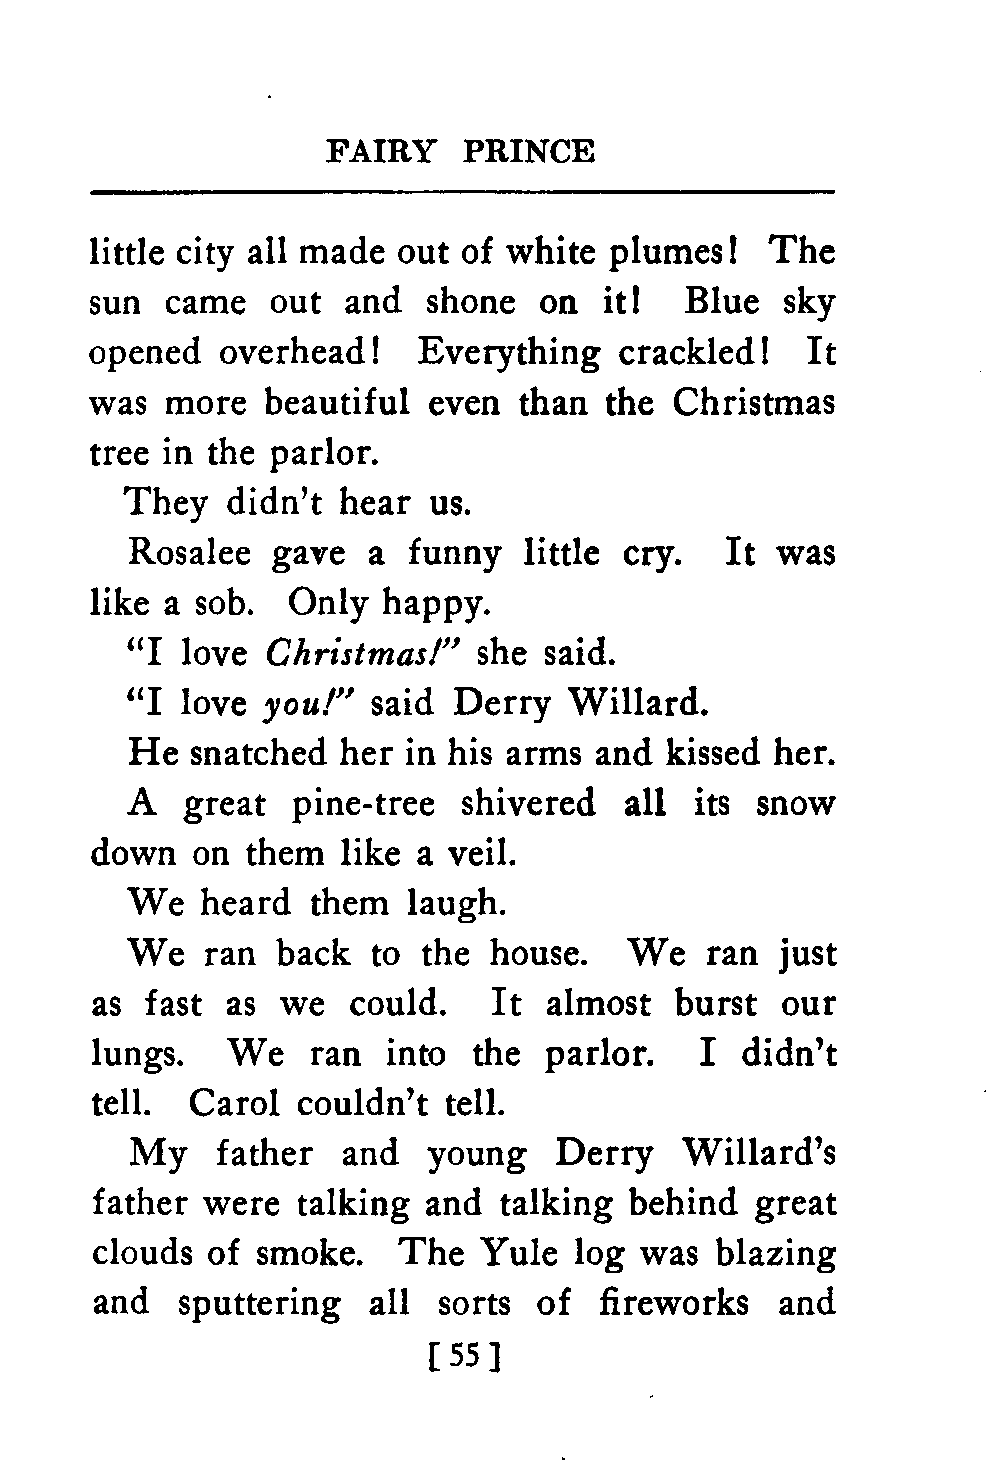 FAIRY PRINCE
little city all made out of white plumes! The
sun came out and shone on it! Blue sky
opened overhead! Everything crackled! It
was more beautiful even than the Christmas
tree in the parlor.
They didn't hear us.
Rosalee gave a funny little cry. It was
like a sob. Only happy.
"I love Christmas!" she said.
"I love you!" said Derry Willard.
He snatched her in his arms and kissed her.
A great pine-tree shivered all its snow
down on them like a veil.
We heard them laugh.
We ran back to the house. We ran just
as fast as we could. It almost burst our
lungs. We ran into the parlor. I didn't
tell. Carol couldn't tell.
My father and young Derry Willard's
father were talking and talking behind great
clouds of smoke. The Yule log was blazing
and sputtering all sorts of fireworks and
[ 55 ]